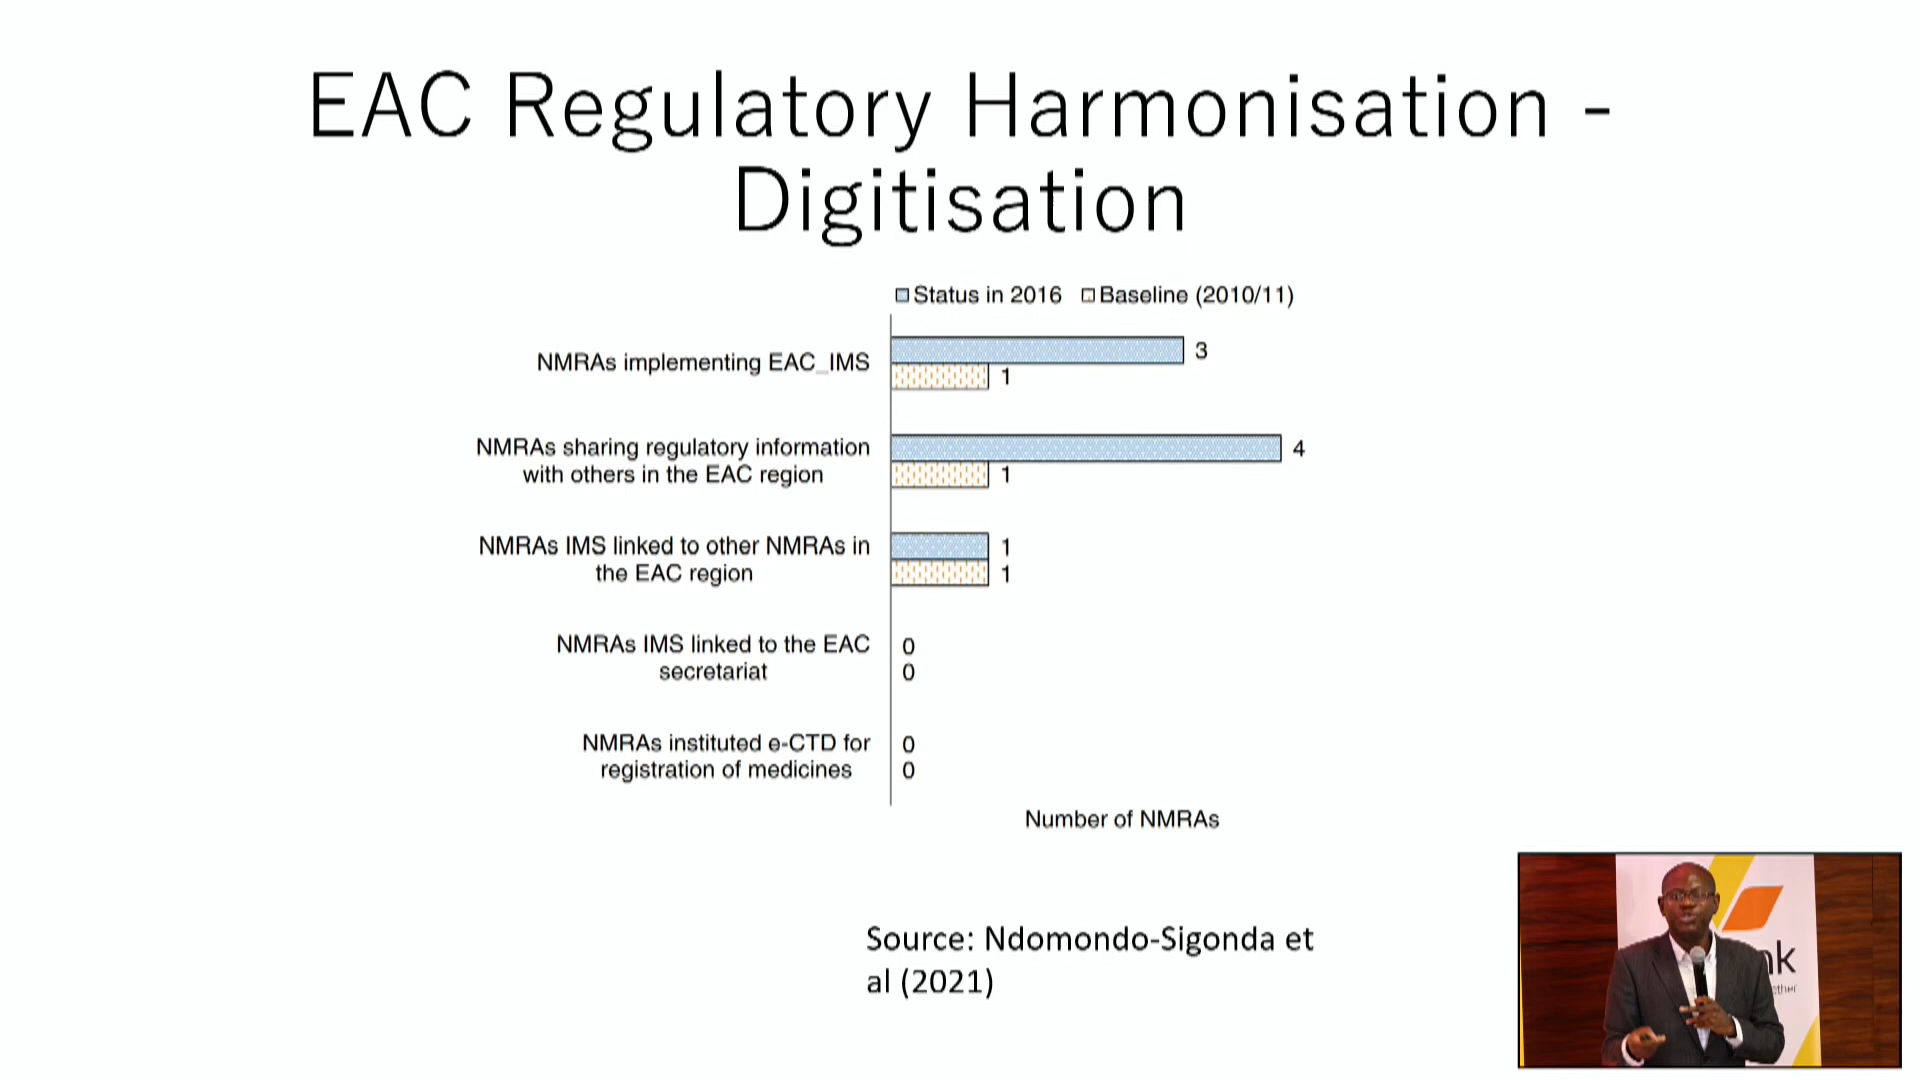 EAC Regulatory Harmonisation -
Digitisation
Status in 2016 Baseline (2010/11)
NMRAs implementing EAC_IMS
3
1
NMRAs sharing regulatory information
with others in the EAC region
4
1
NMRAs IMS linked to other NMRAs in
the EAC region
1
1
NMRAs IMS linked to the EAC
secretariat
0
0
NMRAs instituted e-CTD for
registration of medicines
0
0
Number of NMRAs
Source: Ndomondo-Sigonda et
al (2021)
nk